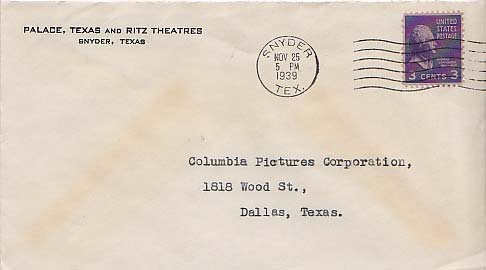 PALACE, TEXAS AND RITZ THEATRES
SNYDER, TEXAS
SNYDER
NOV 25
5 PM
1939
TEX.
UNITED
STATES
POSTAGE
3 CENTS 3
Columbia Pictures Corporation,
1818 Wood St.,
Dallas, Texas.